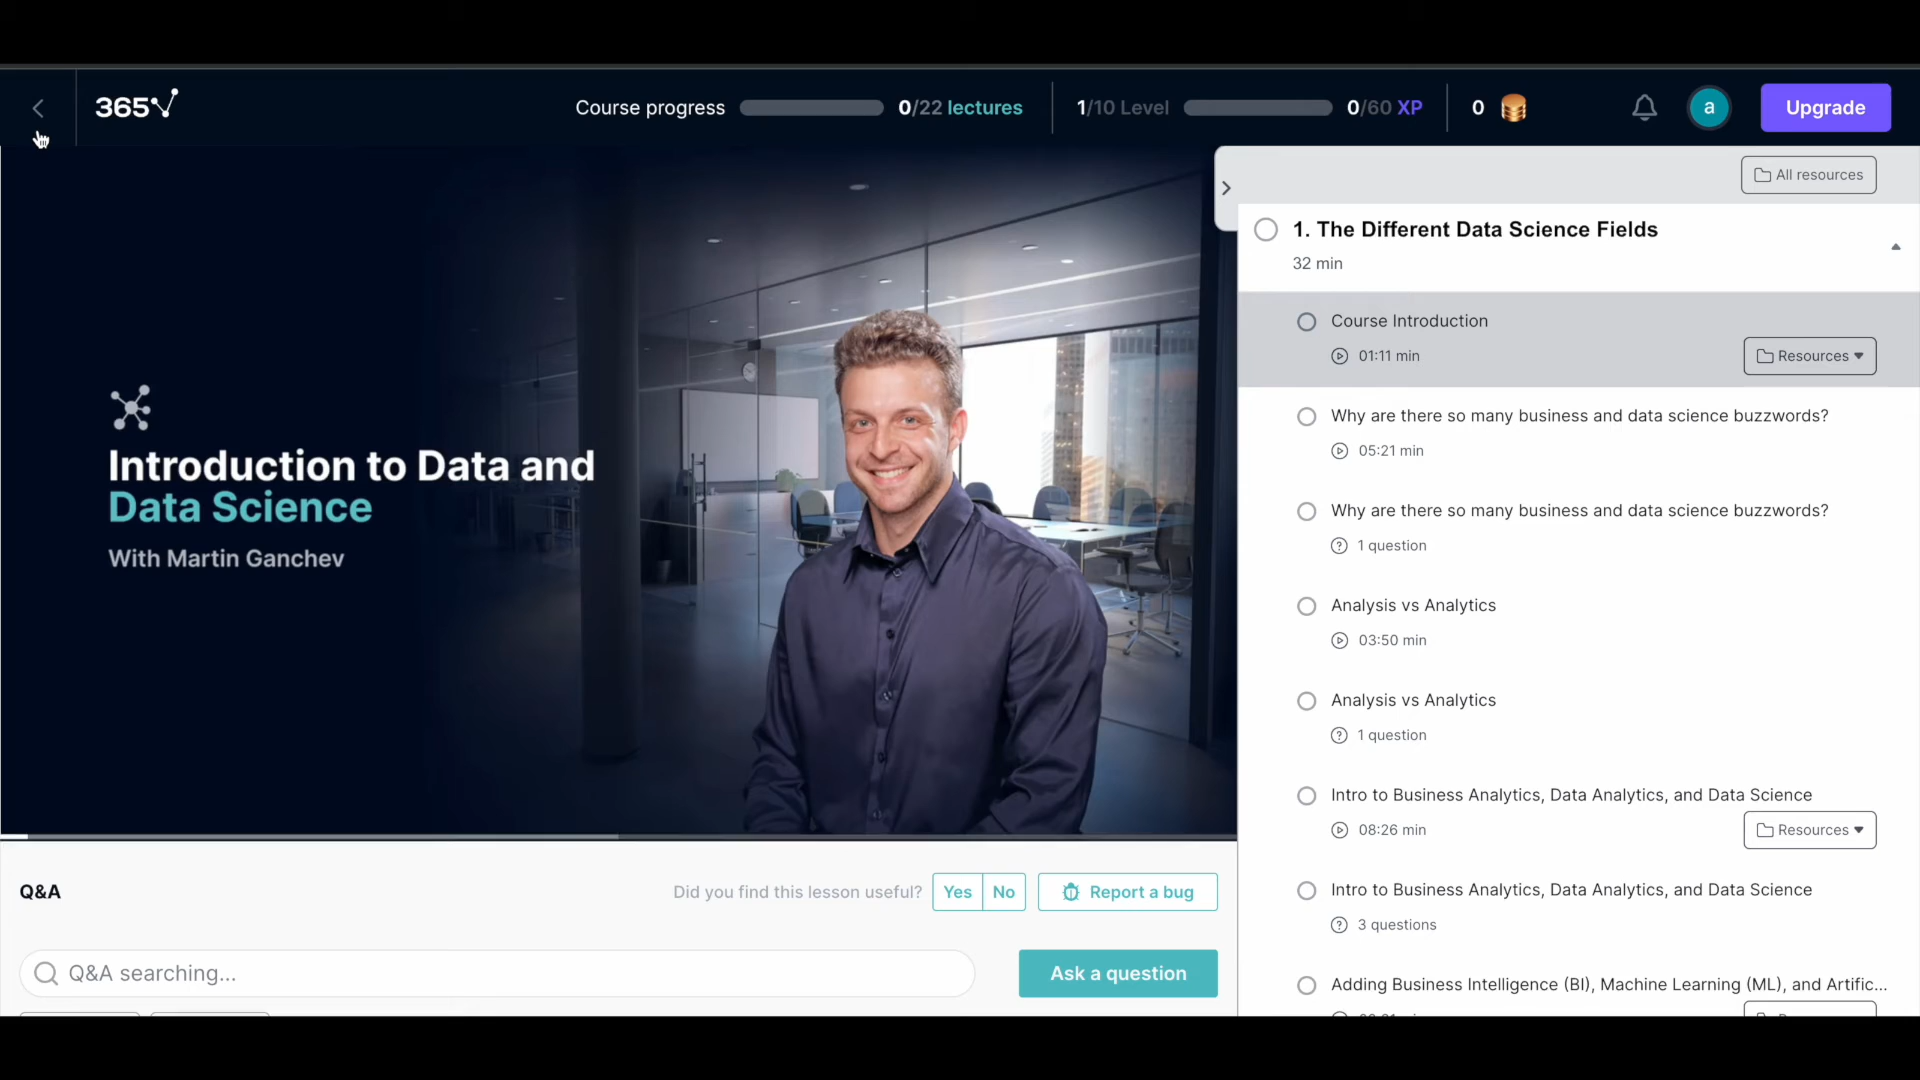 365
Course progress
0/22 lectures
1/10 Level
0/60 XP
0
a
Upgrade
Introduction to Data and
Data Science
With Martin Ganchev
All resources
1. The Different Data Science Fields
32 min
Course Introduction
01:11 min
Resources
Why are there so many business and data science buzzwords?
05:21 min
Why are there so many business and data science buzzwords?
1 question
Analysis vs Analytics
03:50 min
Analysis vs Analytics
1 question
Intro to Business Analytics, Data Analytics, and Data Science
08:26 min
Resources
Intro to Business Analytics, Data Analytics, and Data Science
3 questions
Adding Business Intelligence (BI), Machine Learning (ML), and Artific...
Q&A
Did you find this lesson useful?
Yes
No
Report a bug
Q&A searching...
Ask a question